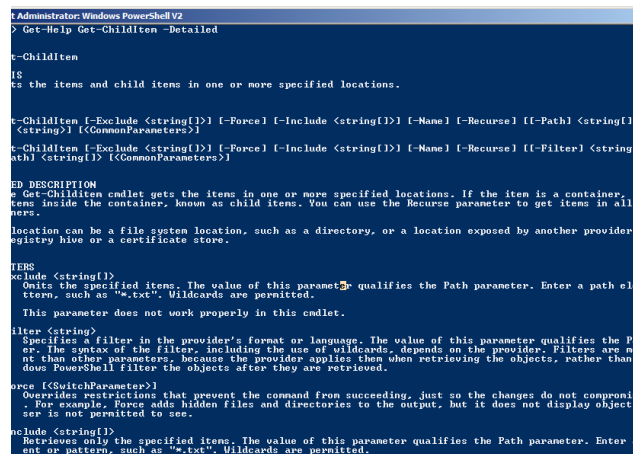 t Administrator: Windows PowerShell V2
> Get-Help Get-ChildItem -Detailed
t-ChildItem
IS
ts the items and child items in one or more specified locations.
t-ChildItem [-Exclude <string[]>] [-Force] [-Include <string[]>] [-Name] [-Recurse] [[-Path] <string[]
<string>] [<CommonParameters>]
t-ChildItem [-Exclude <string[]>] [-Force] [-Include <string[]>] [-Name] [-Recurse] [[-Filter] <string
ath] <string[]> [<CommonParameters>]
ED DESCRIPTION
e Get-Childitem cmdlet gets the items in one or more specified locations. If the item is a container,
tems inside the container, known as child items. You can use the Recurse parameter to get items in all
ners.
location can be a file system location, such as a directory, or a location exposed by another provider
egistry hive or a certificate store.
TERS
xclude <string[]>
Omits the specified items. The value of this parameter qualifies the Path parameter. Enter a path el
ttern, such as "*.txt". Wildcards are permitted.
This parameter does not work properly in this cmdlet.
ilter <string>
Specifies a filter in the provider's format or language. The value of this parameter qualifies the P
er. The syntax of the filter, including the use of wildcards, depends on the provider. Filters are m
nt than other parameters, because the provider applies them when retrieving the objects, rather than
dows PowerShell filter the objects after they are retrieved.
orce [<SwitchParameter>]
Overrides restrictions that prevent the command from succeeding, just so the changes do not compromi
. For example, Force adds hidden files and directories to the output, but it does not display object
ser is not permitted to see.
nclude <string[]>
Retrieves only the specified items. The value of this parameter qualifies the Path parameter. Enter
ent or pattern, such as "*.txt". Wildcards are permitted.